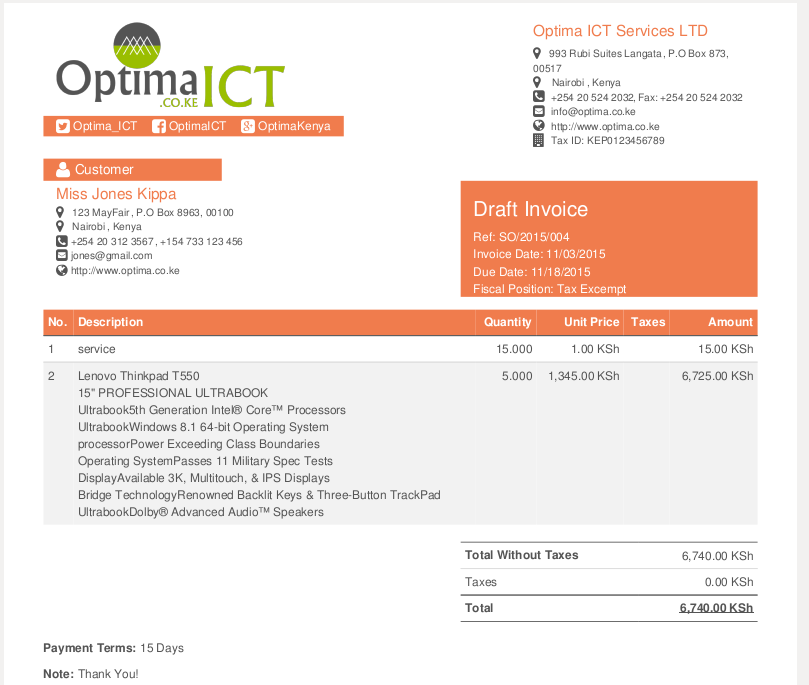 Optima ICT
.CO.KE
Optima_ICT OptimaICT OptimaKenya
Optima ICT Services LTD
993 Rubi Suites Langata, P.O Box 873,
00517
Nairobi , Kenya
+254 20 524 2032, Fax: +254 20 524 2032
info@optima.co.ke
http://www.optima.co.ke
Tax ID: KEP0123456789
Customer
Miss Jones Kippa
123 MayFair, P.O Box 8963, 00100
Nairobi , Kenya
+254 20 312 3567, +154 733 123 456
jones@gmail.com
http://www.optima.co.ke
Draft Invoice
Ref: SO/2015/004
Invoice Date: 11/03/2015
Due Date: 11/18/2015
Fiscal Position: Tax Excempt
No. Description Quantity Unit Price Taxes Amount
1 service 15.000 1.00 KSh 15.00 KSh
2 Lenovo Thinkpad T550 5.000 1,345.00 KSh 6,725.00 KSh
15" PROFESSIONAL ULTRABOOK
Ultrabook5th Generation Intel® Core™ Processors
UltrabookWindows 8.1 64-bit Operating System
processorPower Exceeding Class Boundaries
Operating SystemPasses 11 Military Spec Tests
DisplayAvailable 3K, Multitouch, & IPS Displays
Bridge TechnologyRenowned Backlit Keys & Three-Button TrackPad
UltrabookDolby® Advanced Audio™ Speakers
Total Without Taxes 6,740.00 KSh
Taxes 0.00 KSh
Total 6,740.00 KSh
Payment Terms: 15 Days
Note: Thank You!